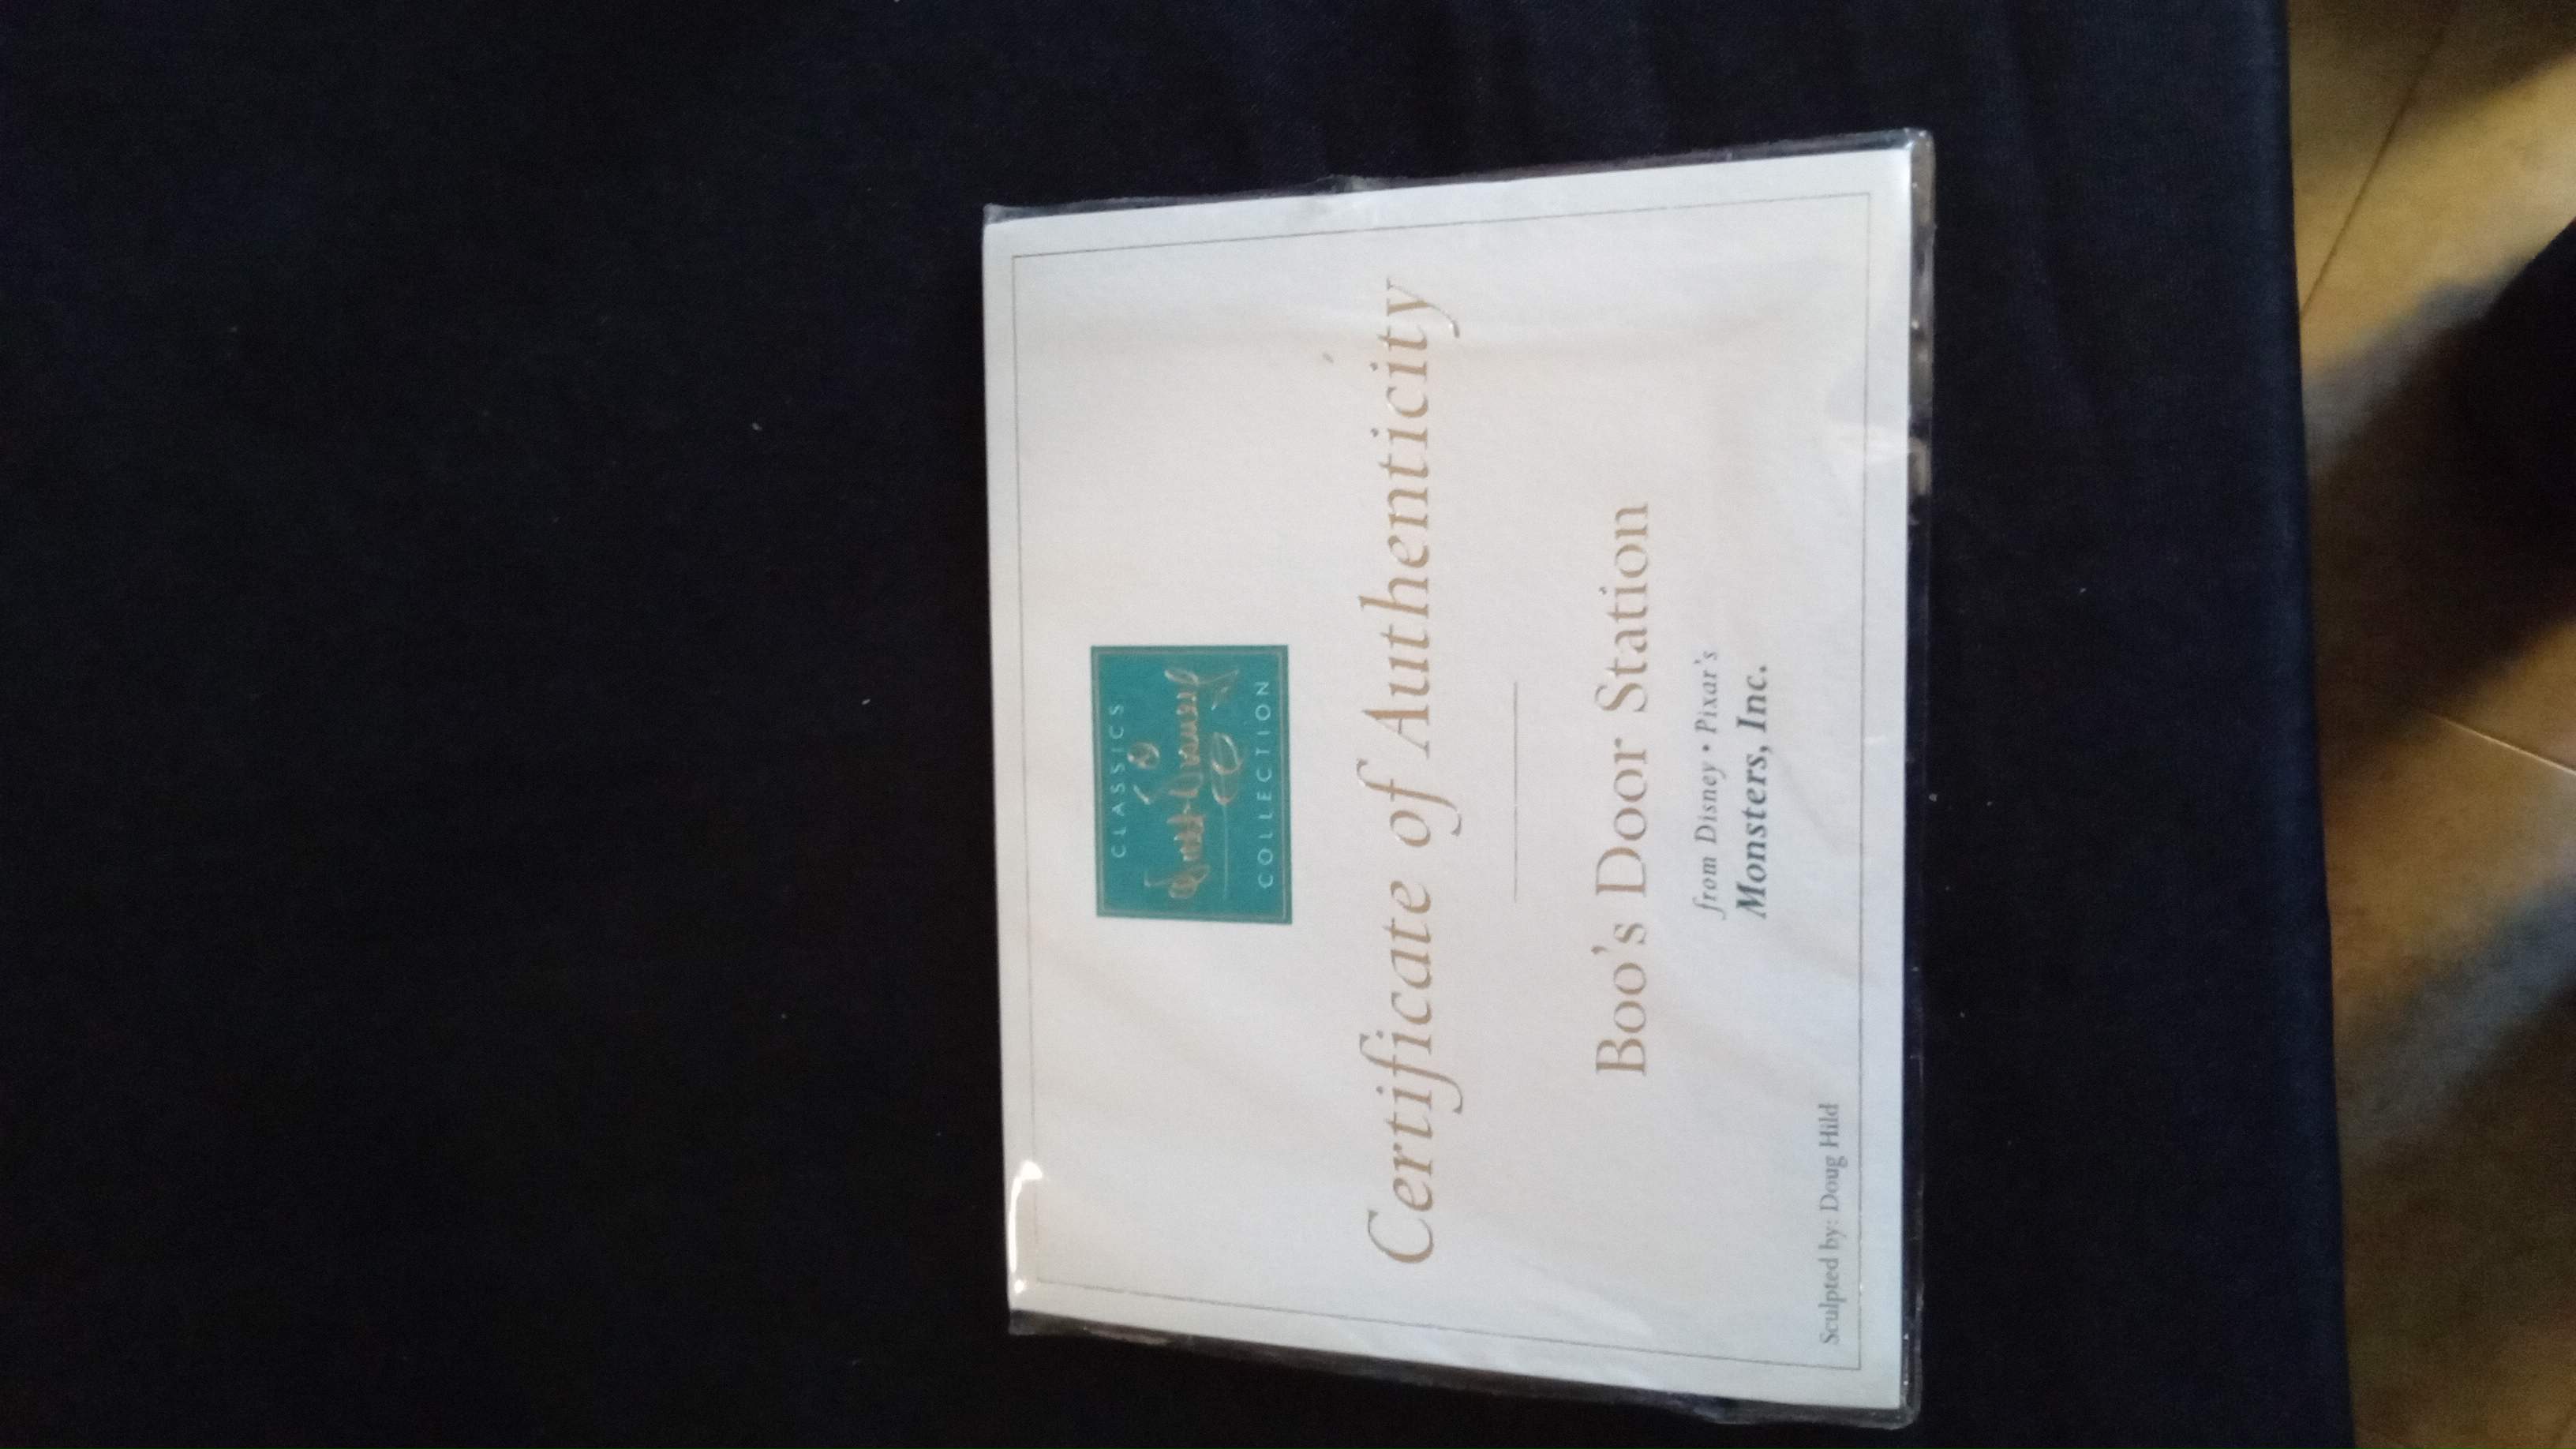 CLASSICS
Walt Disney
COLLECTION
Certificate of Authenticity
Boo's Door Station
from Disney • Pixar's
Monsters, Inc.
Sculpted by: Doug Hild